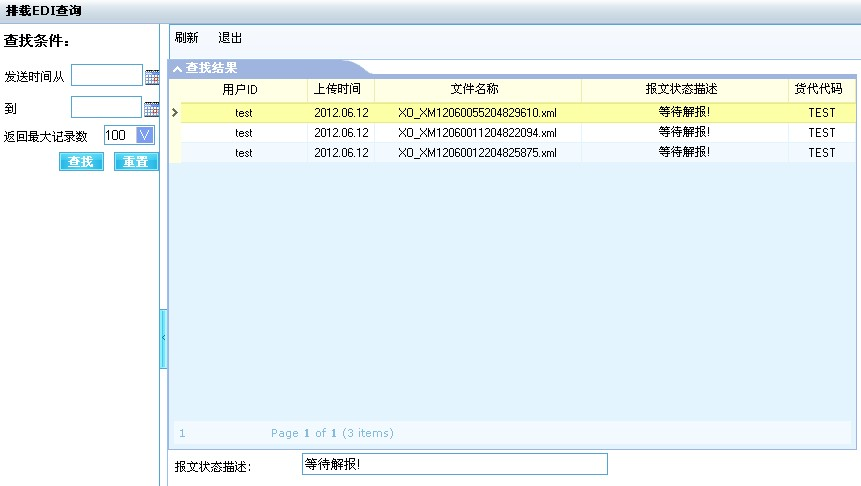 排载EDI查询
查找条件：
发送时间从
到
返回最大记录数 100
查找 重置
刷新 退出
查找结果
用户ID 上传时间 文件名称 报文状态描述 货代代码
test 2012.06.12 XO_XM12060055204829610.xml 等待解报! TEST
test 2012.06.12 XO_XM12060011204822094.xml 等待解报! TEST
test 2012.06.12 XO_XM12060012204825875.xml 等待解报! TEST
1 Page 1 of 1 (3 items)
报文状态描述: 等待解报!